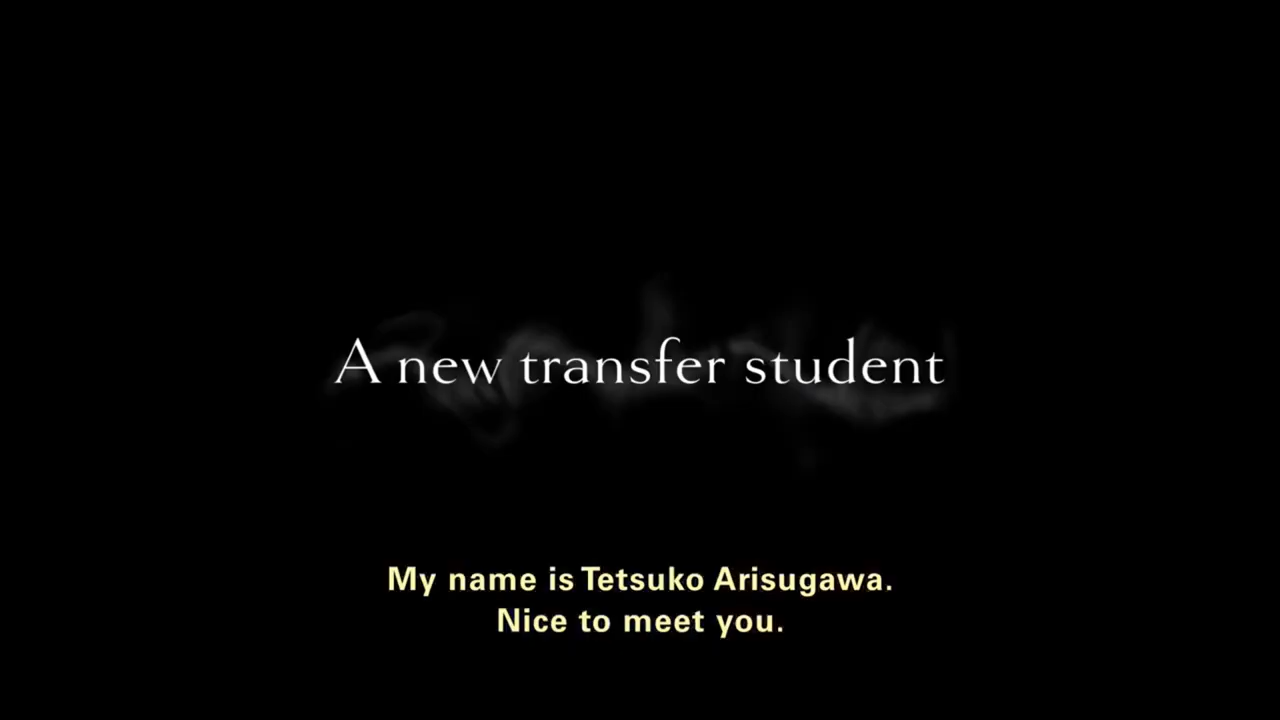 A new transfer student
My name is Tetsuko Arisugawa.
Nice to meet you.